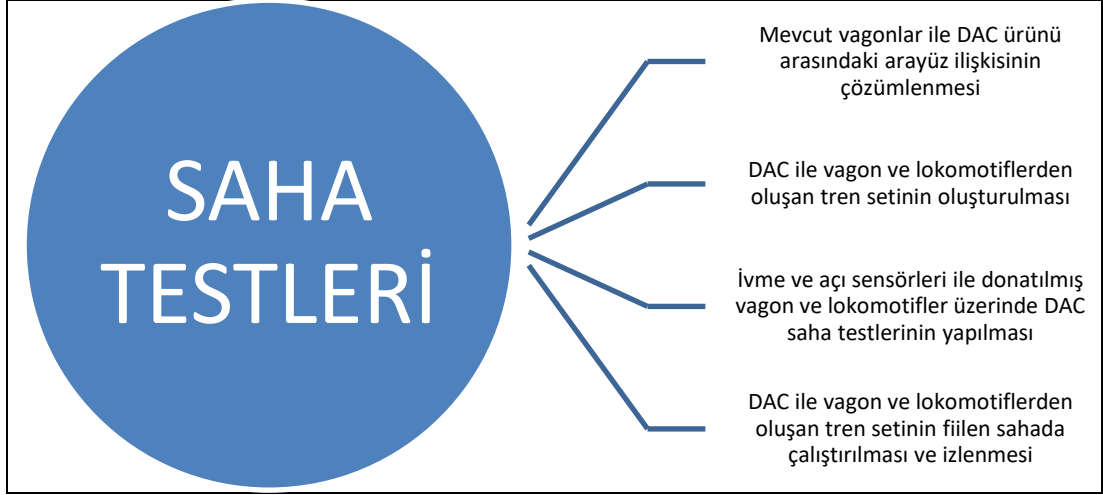 SAHA
TESTLERİ
Mevcut vagonlar ile DAC ürünü
arasındaki arayüz ilişkisinin
çözümlenmesi
DAC ile vagon ve lokomotiflerden
oluşan tren setinin oluşturulması
İvme ve açı sensörleri ile donatılmış
vagon ve lokomotifler üzerinde DAC
saha testlerinin yapılması
DAC ile vagon ve lokomotiflerden
oluşan tren setinin fiilen sahada
çalıştırılması ve izlenmesi